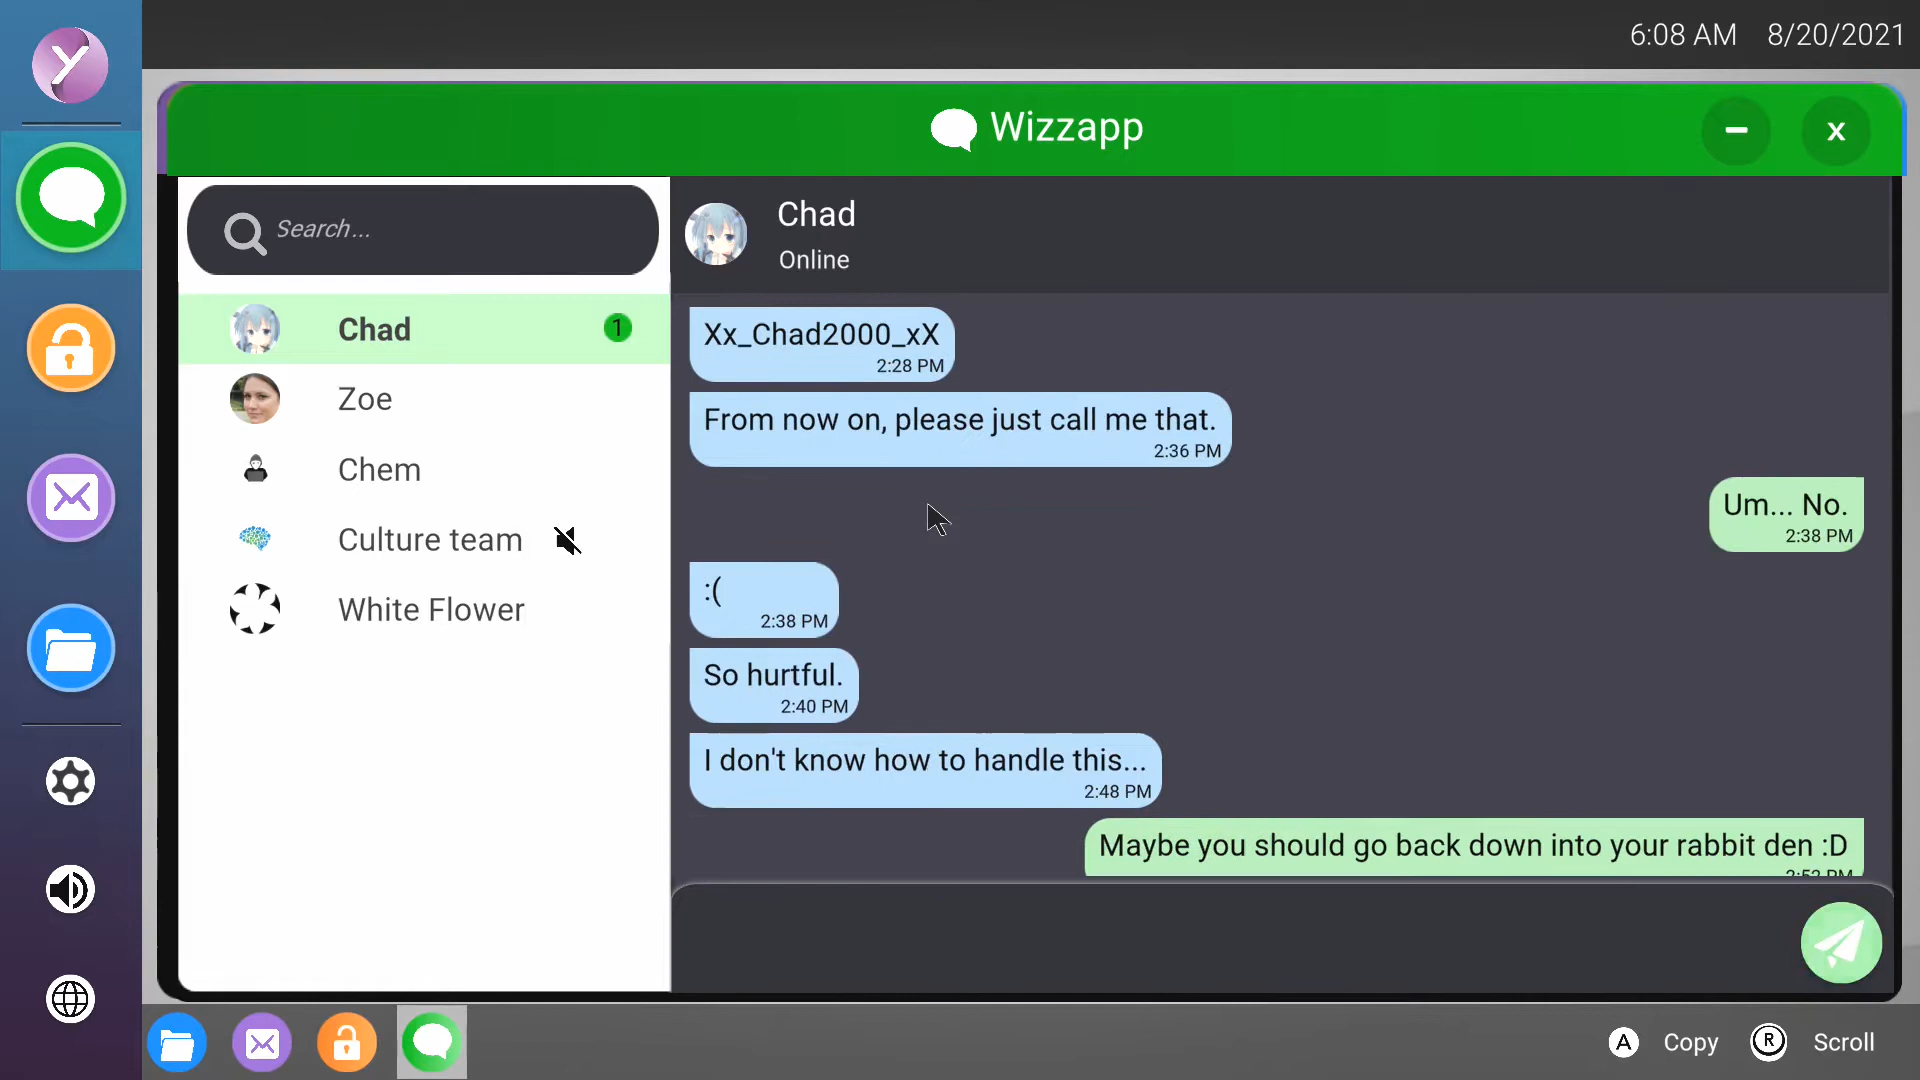 6:08 AM 8/20/2021
Wizzapp
x
Search...
Chad
1
Zoe
Chem
Culture team
White Flower
Chad
Online
Xx_Chad2000_xX
2:28 PM
From now on, please just call me that.
2:36 PM
Um... No.
2:38 PM
:(
2:38 PM
So hurtful.
2:40 PM
I don't know how to handle this...
2:48 PM
Maybe you should go back down into your rabbit den :D
2:52 PM
A Copy R Scroll